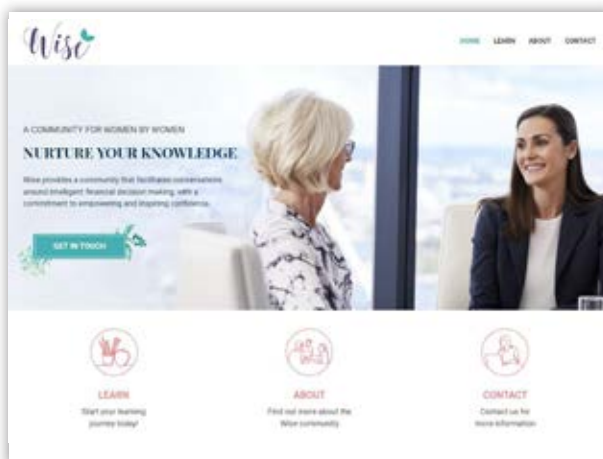 Wise
HOME LEARN ABOUT CONTACT
A COMMUNITY FOR WOMEN BY WOMEN
NURTURE YOUR KNOWLEDGE
Wise provides a community that facilitates conversations
around intelligent financial decision making, with a
commitment to empowering and inspiring confidence.
GET IN TOUCH
LEARN
Start your learning
journey today!
ABOUT
Find out more about the
Wise community
CONTACT
Contact us for
more information